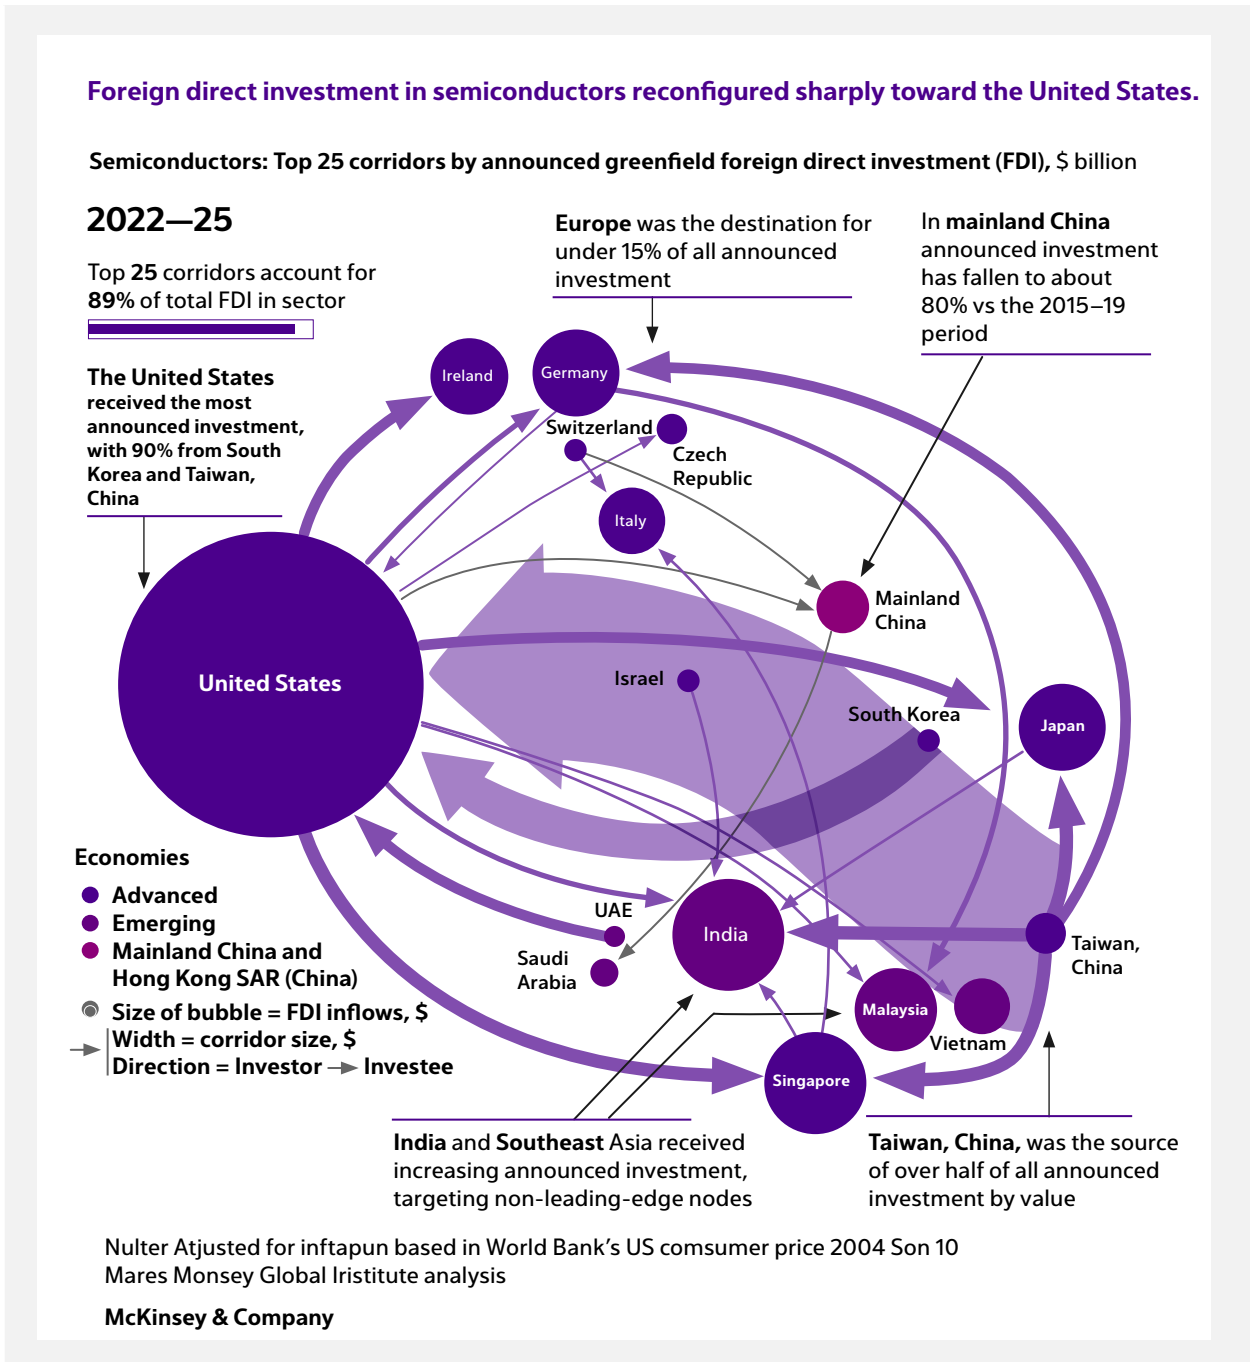 Foreign direct investment in semiconductors reconfigured sharply toward the United States.
Semiconductors: Top 25 corridors by announced greenfield foreign direct investment (FDI), $ billion
2022—25
Top 25 corridors account for
89% of total FDI in sector
Europe was the destination for
under 15% of all announced
investment
In mainland China
announced investment
has fallen to about
80% vs the 2015–19
period
The United States
received the most
announced investment,
with 90% from South
Korea and Taiwan,
China
Ireland
Germany
Switzerland
Czech
Republic
Italy
Mainland
China
United States
Israel
South Korea
Japan
Economies
Advanced
Emerging
Mainland China and
Hong Kong SAR (China)
Size of bubble = FDI inflows, $
Width = corridor size, $
Direction = Investor → Investee
UAE
Saudi
Arabia
India
Taiwan,
China
Malaysia
Vietnam
Singapore
India and Southeast Asia received
increasing announced investment,
targeting non-leading-edge nodes
Taiwan, China, was the source
of over half of all announced
investment by value
Nulter Atjusted for inftapun based in World Bank’s US comsumer price 2004 Son 10
Mares Monsey Global Iristitute analysis
McKinsey & Company